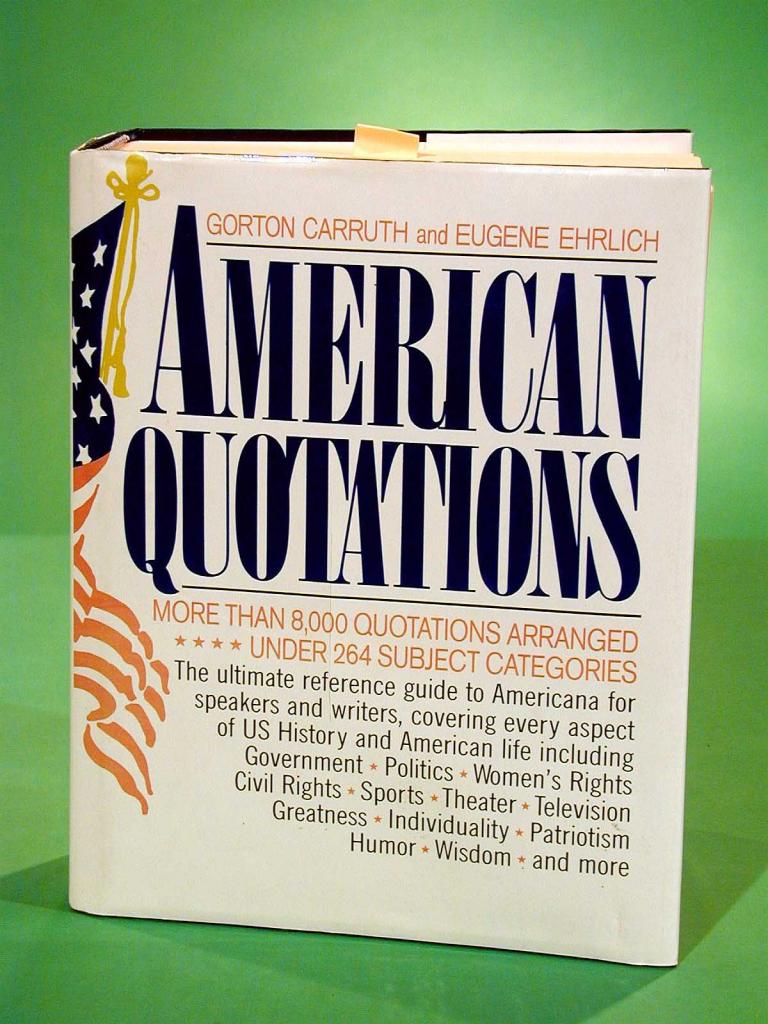 GORTON CARRUTH and EUGENE EHRLICH
AMERICAN
QUOTATIONS
MORE THAN 8,000 QUOTATIONS ARRANGED
★★★★ UNDER 264 SUBJECT CATEGORIES
The ultimate reference guide to Americana for
speakers and writers, covering every aspect
of US History and American life including
Government ★ Politics ★ Women's Rights
Civil Rights ★ Sports ★ Theater ★ Television
Greatness ★ Individuality ★ Patriotism
Humor ★ Wisdom ★ and more